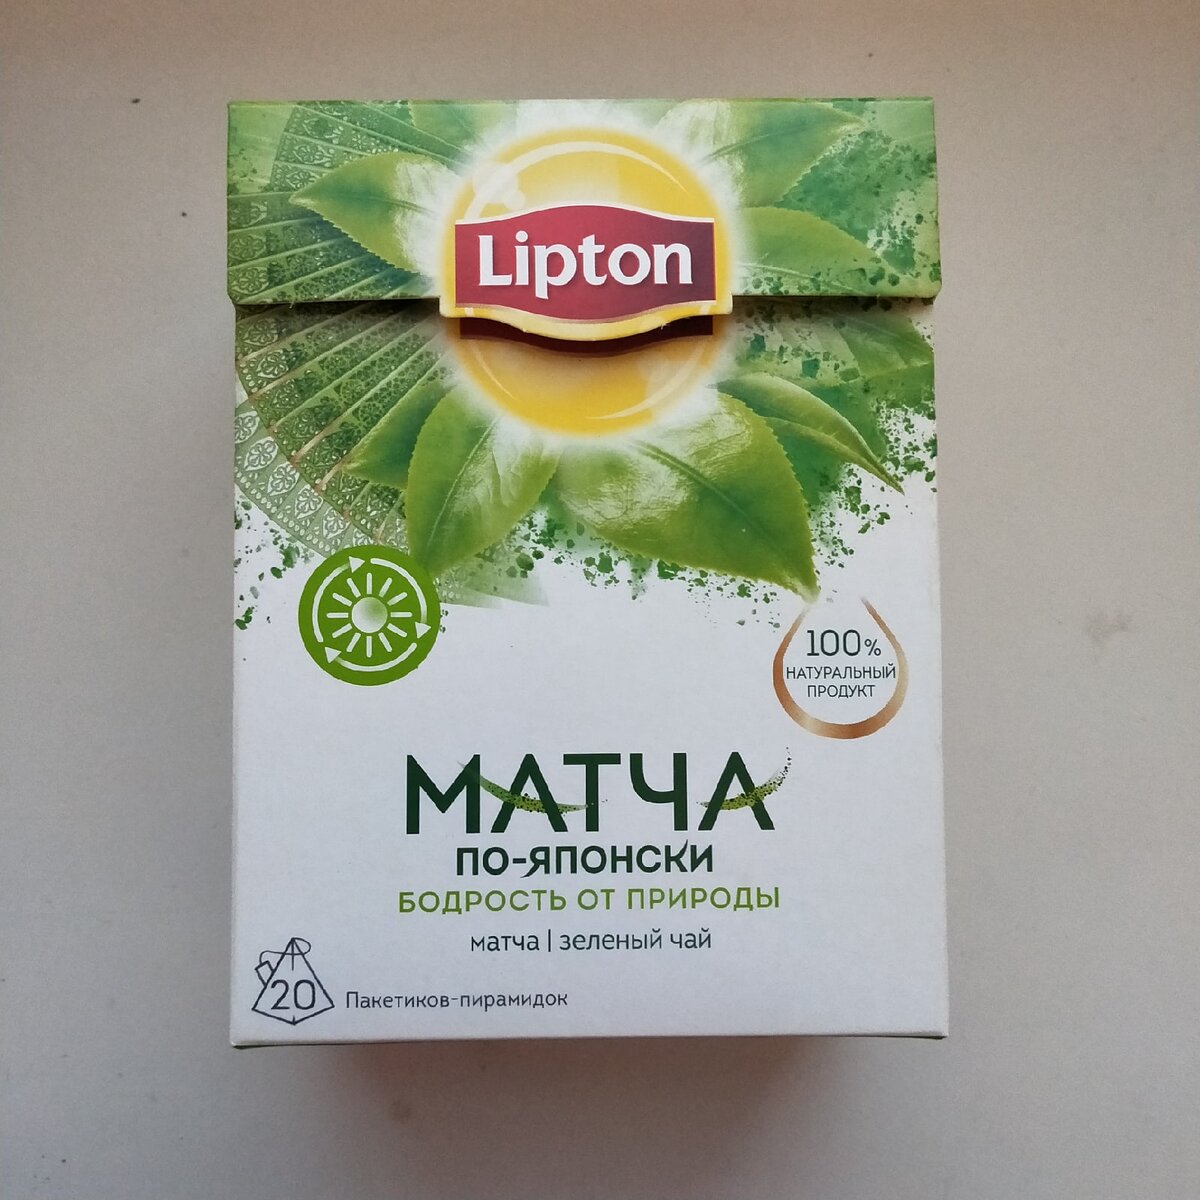 Lipton
100%
НАТУРАЛЬНЫЙ
ПРОДУКТ
МАТЧА
ПО-ЯПОНСКИ
БОДРОСТЬ ОТ ПРИРОДЫ
матча | зеленый чай
20 Пакетиков-пирамидок